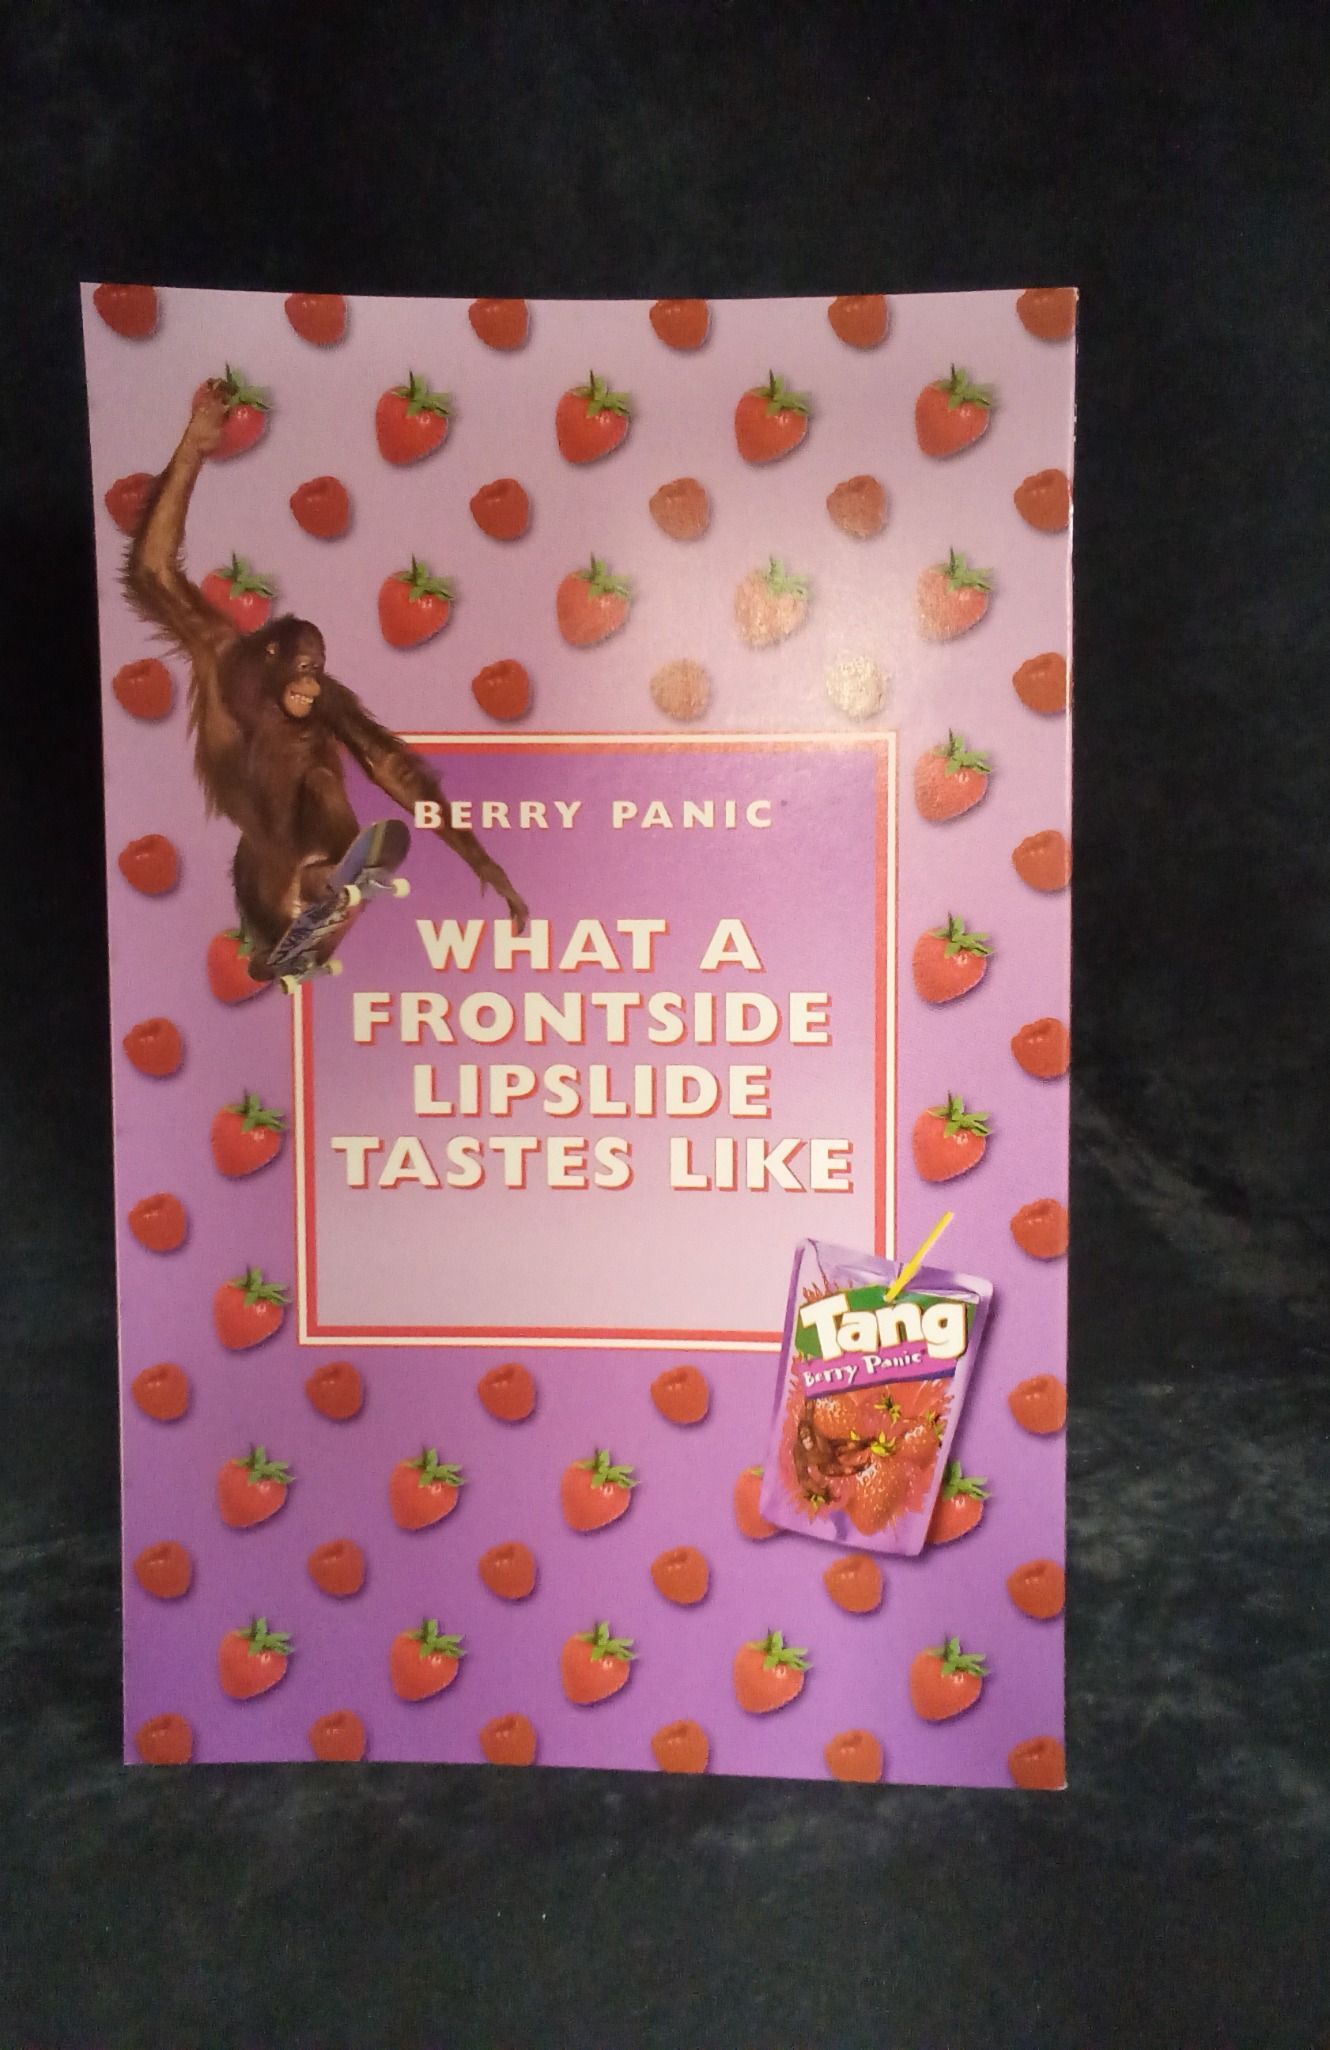 BERRY PANIC
WHAT A
FRONTSIDE
LIPSLIDE
TASTES LIKE
Tang
Berry Panic